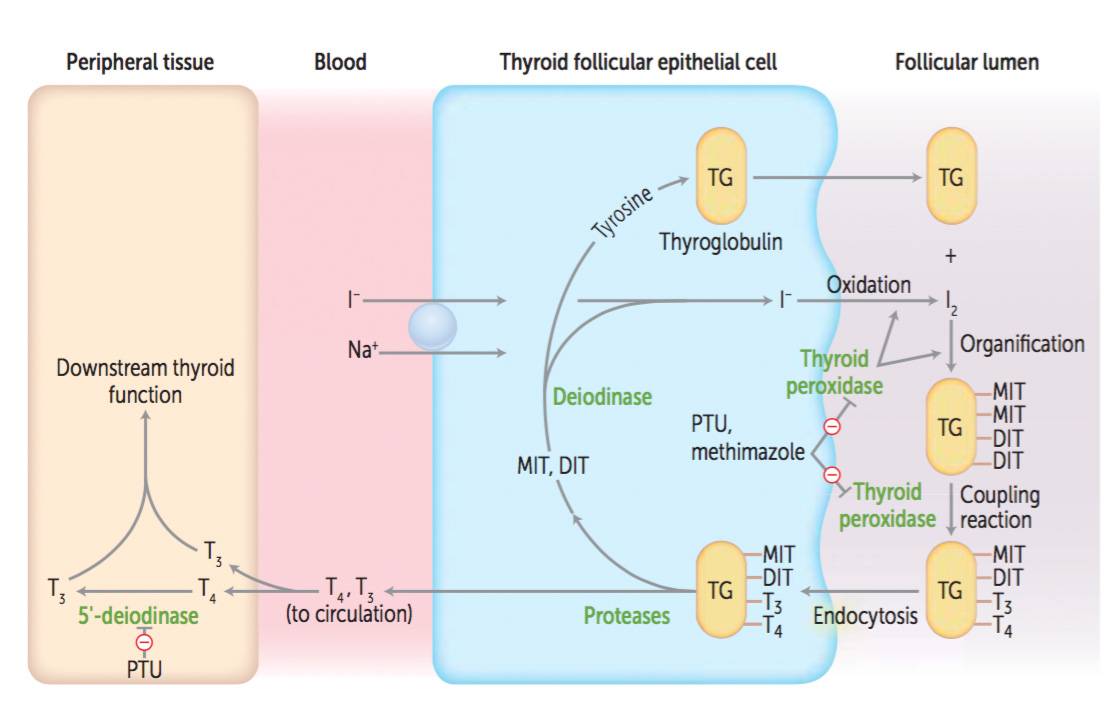 Peripheral tissue
Blood
Thyroid follicular epithelial cell
Follicular lumen
TG
TG
Tyrosine
Thyroglobulin
+
I⁻
I⁻
Oxidation
I₂
Na⁺
Organification
Thyroid
peroxidase
Downstream thyroid
function
Deiodinase
MIT
MIT
TG
DIT
DIT
PTU,
methimazole
−
MIT, DIT
−
Thyroid
peroxidase
Coupling
reaction
T₃
T₃
T₄
T₄, T₃
(to circulation)
5'-deiodinase
−
PTU
Proteases
TG
MIT
DIT
T₃
T₄
Endocytosis
TG
MIT
DIT
T₃
T₄